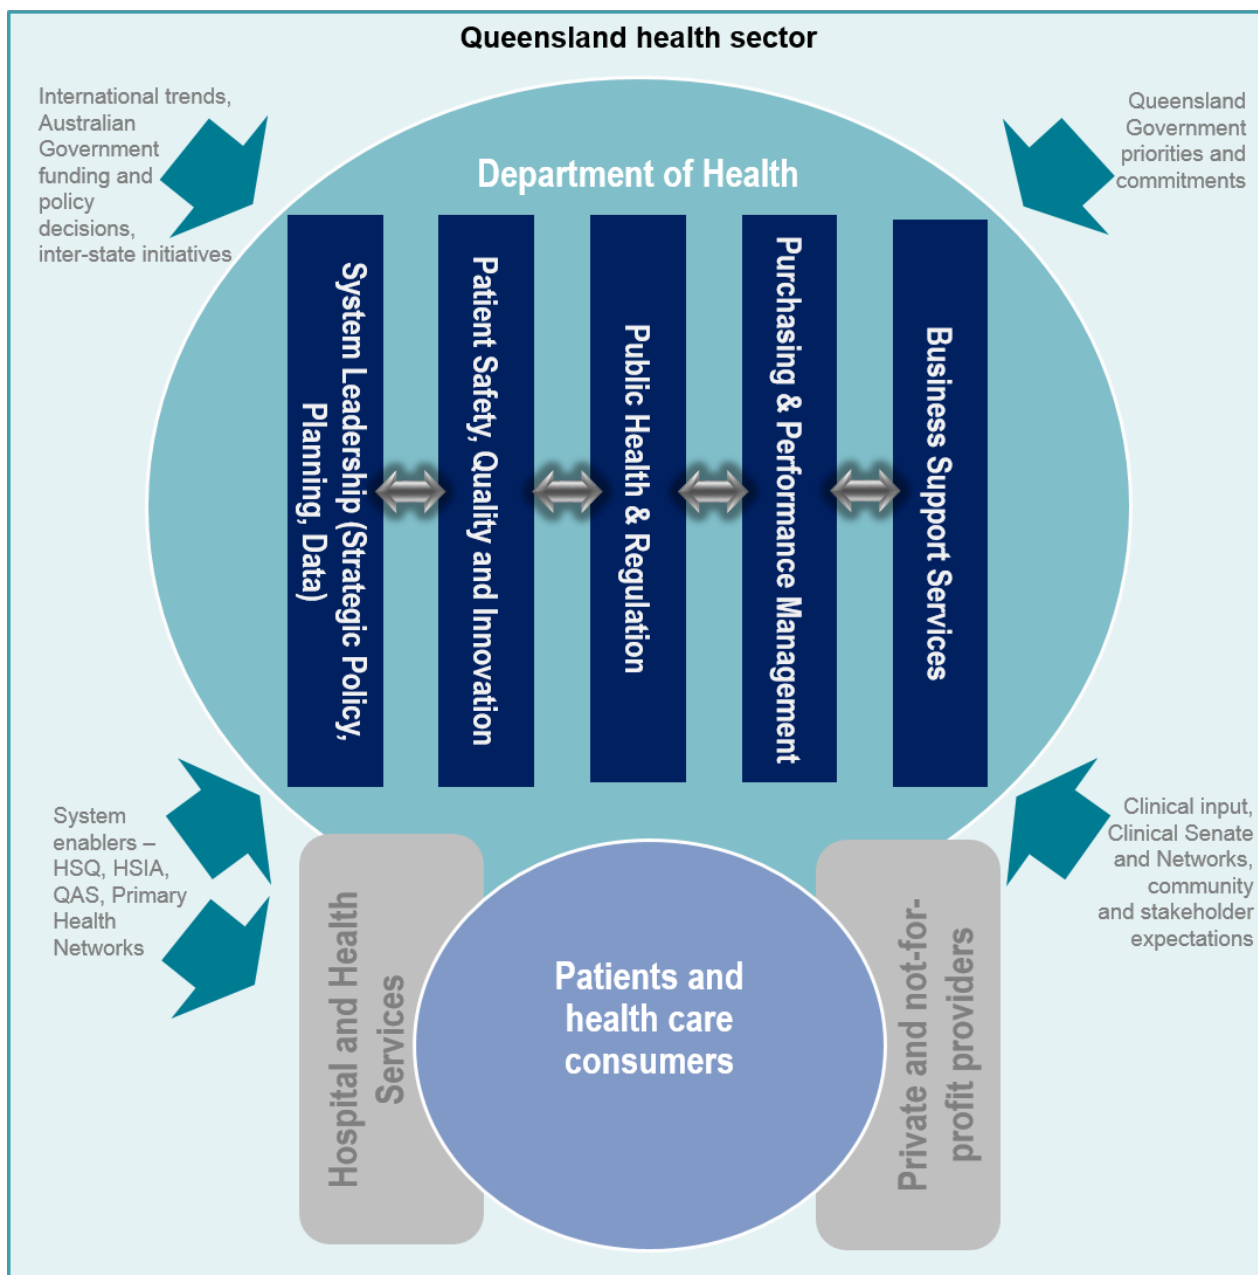 Queensland health sector
International trends,
Australian
Government
funding and
policy
decisions,
inter-state initiatives
Queensland
Government
priorities and
commitments
Department of Health
System Leadership (Strategic Policy,
Planning, Data)
Patient Safety, Quality and Innovation
Public Health & Regulation
Purchasing & Performance Management
Business Support Services
System
enablers –
HSQ, HSIA,
QAS, Primary
Health
Networks
Clinical input,
Clinical Senate
and Networks,
community
and stakeholder
expectations
Hospital and Health
Services
Patients and
health care
consumers
Private and not-for-
profit providers